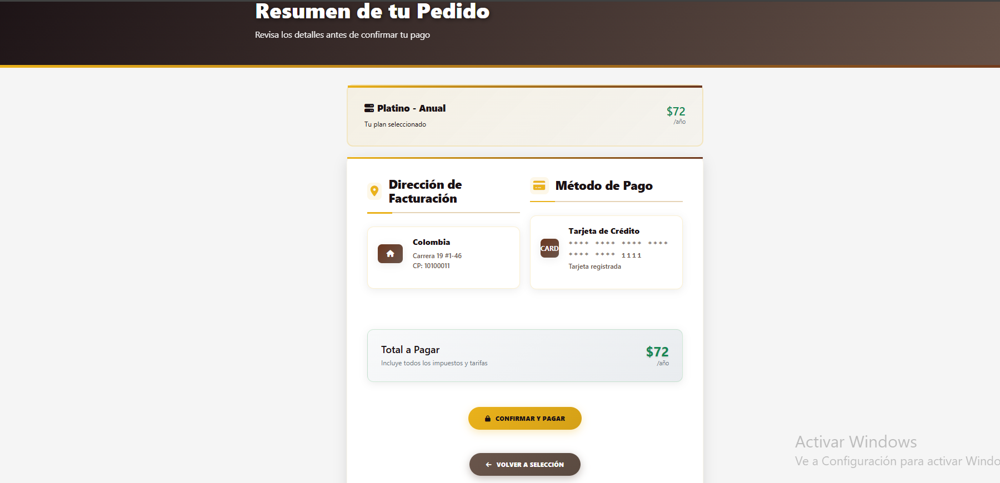 Resumen de tu Pedido
Revisa los detalles antes de confirmar tu pago
Platino - Anual
$72
/año
Tu plan seleccionado
Dirección de
Facturación
Método de Pago
Colombia
Carrera 19 #1-46
CP: 10100011
CARD
Tarjeta de Crédito
**** **** **** ****
**** **** 1111
Tarjeta registrada
Total a Pagar
Incluye todos los impuestos y tarifas
$72
/año
CONFIRMAR Y PAGAR
VOLVER A SELECCIÓN
Activar Windows
Ve a Configuración para activar Windo